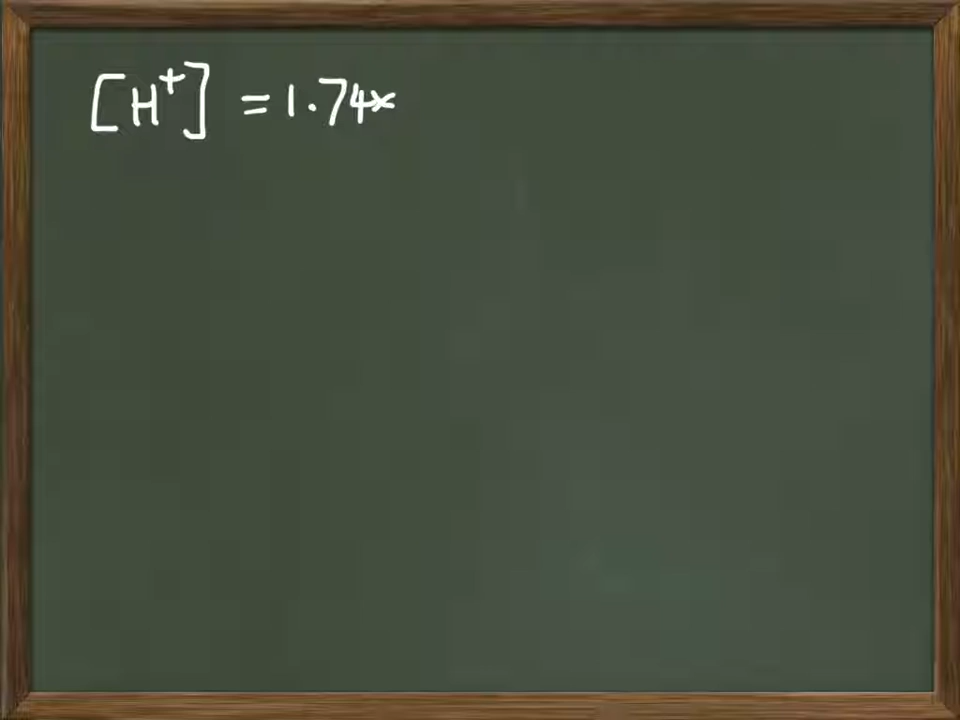 [H⁺] = 1.74×